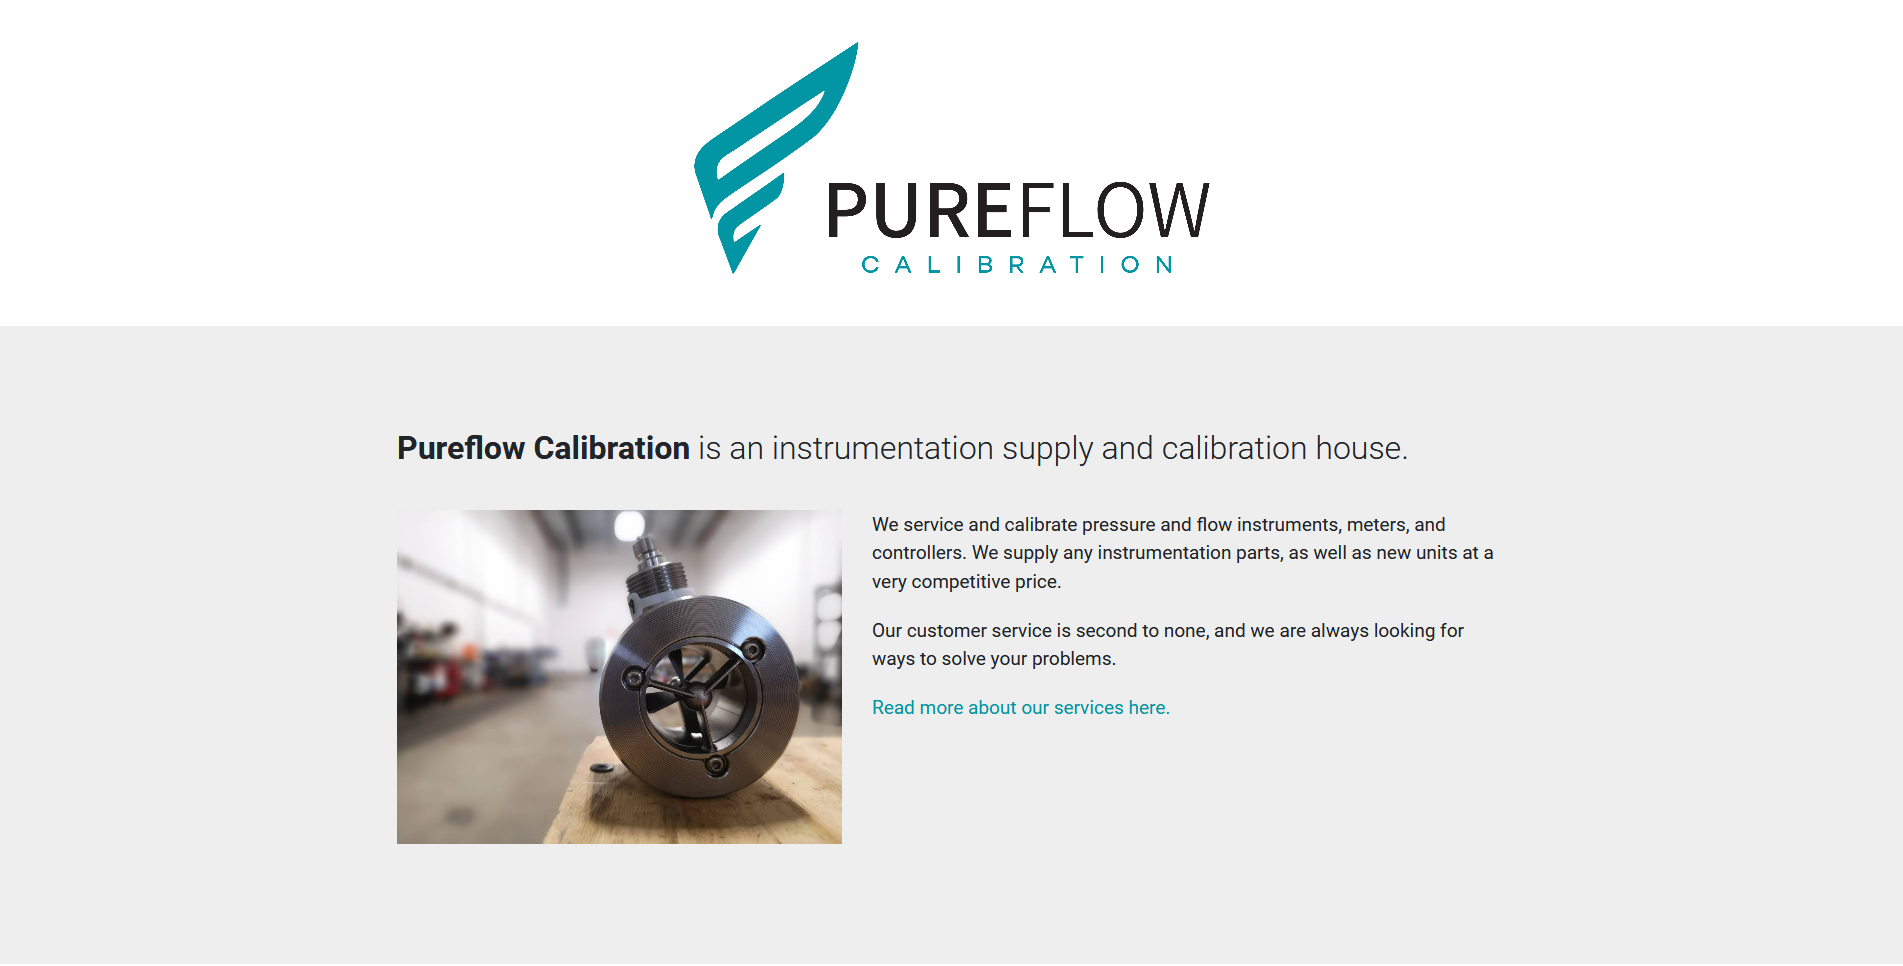 PUREFLOW
CALIBRATION
Pureflow Calibration is an instrumentation supply and calibration house.
We service and calibrate pressure and flow instruments, meters, and
controllers. We supply any instrumentation parts, as well as new units at a
very competitive price.
Our customer service is second to none, and we are always looking for
ways to solve your problems.
Read more about our services here.